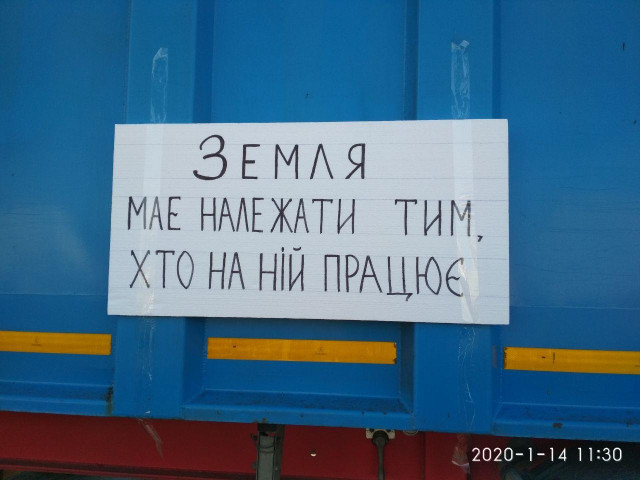 ЗЕМЛЯ
МАЄ НАЛЕЖАТИ ТИМ,
ХТО НА НІЙ ПРАЦЮЄ
2020-1-14 11:30